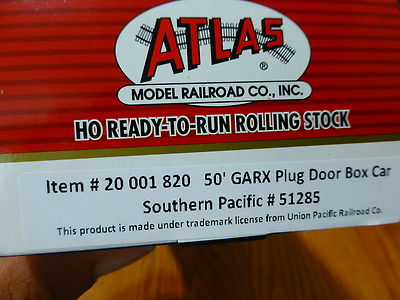 ATLAS
®
MODEL RAILROAD CO., INC.
HO READY-TO-RUN ROLLING STOCK
Item # 20 001 820 50' GARX Plug Door Box Car
Southern Pacific # 51285
This product is made under trademark license from Union Pacific Railroad Co.